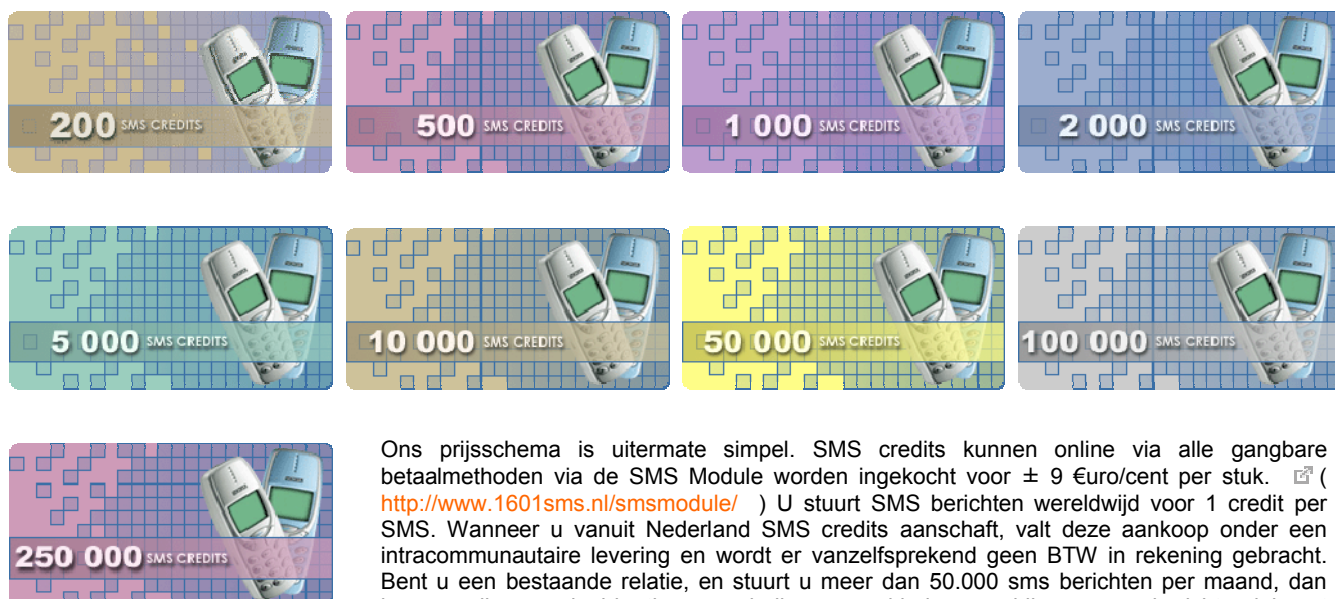 200 SMS CREDITS
500 SMS CREDITS
1 000 SMS CREDITS
2 000 SMS CREDITS
5 000 SMS CREDITS
10 000 SMS CREDITS
50 000 SMS CREDITS
100 000 SMS CREDITS
250 000 SMS CREDITS
Ons prijsschema is uitermate simpel. SMS credits kunnen online via alle gangbare
betaalmethoden via de SMS Module worden ingekocht voor ± 9 €uro/cent per stuk. (
http://www.1601sms.nl/smsmodule/ ) U stuurt SMS berichten wereldwijd voor 1 credit per
SMS. Wanneer u vanuit Nederland SMS credits aanschaft, valt deze aankoop onder een
intracommunautaire levering en wordt er vanzelfsprekend geen BTW in rekening gebracht.
Bent u een bestaande relatie, en stuurt u meer dan 50.000 sms berichten per maand, dan